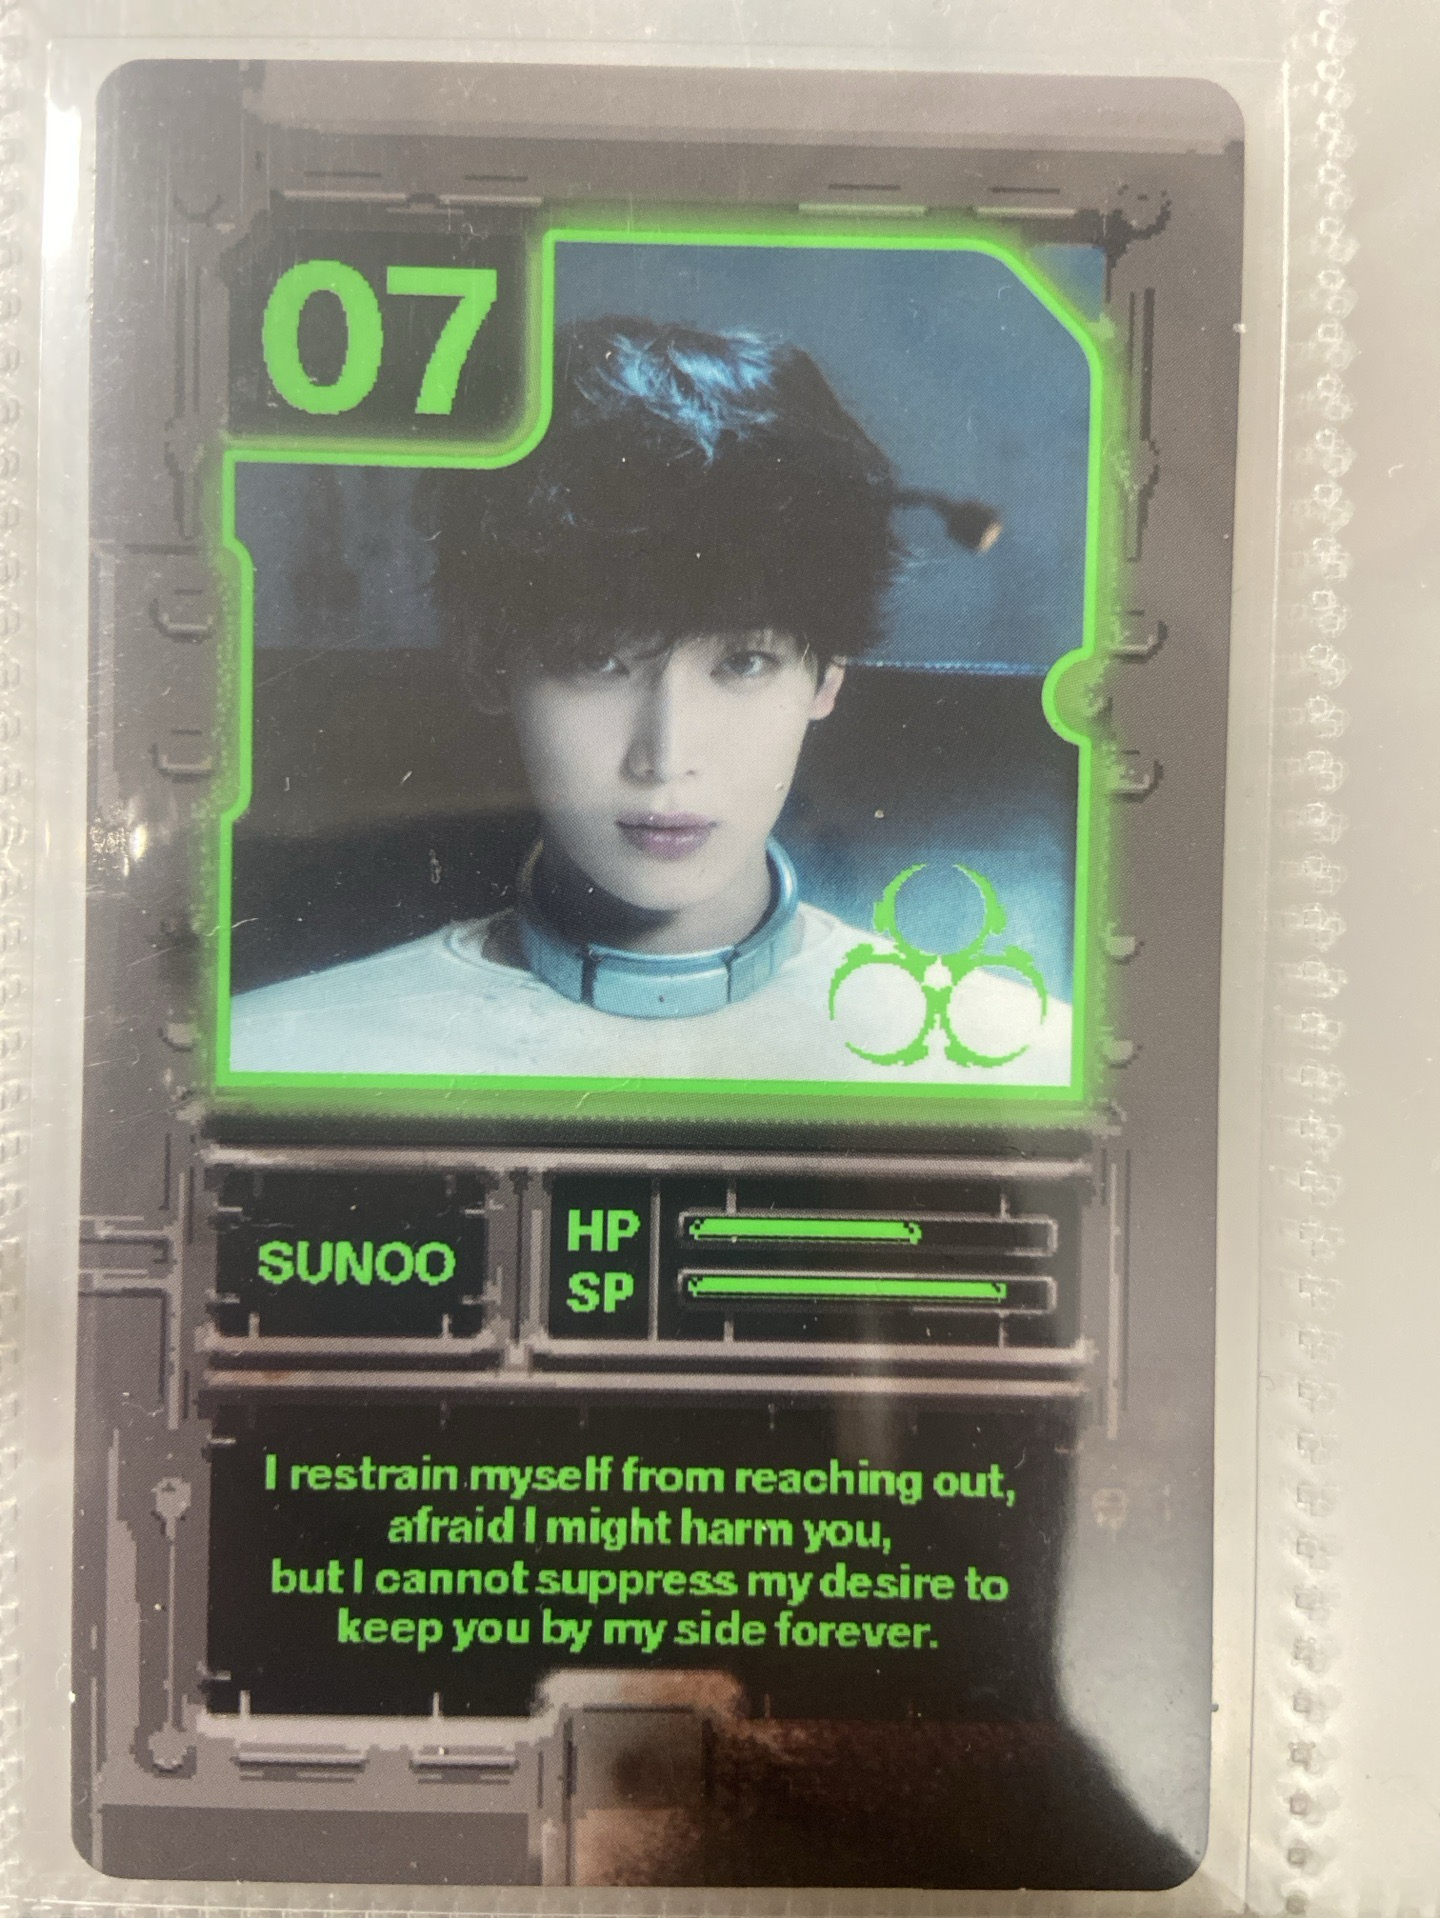 07
SUNOO
HP
SP
I restrain myself from reaching out,
afraid I might harm you,
but I cannot suppress my desire to
keep you by my side forever.